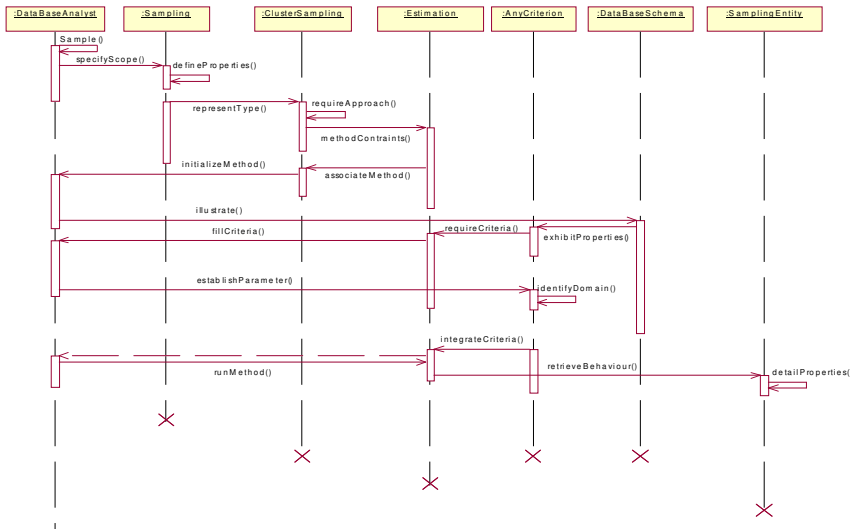 :DataBaseAnalyst
:Sampling
:ClusterSampling
:Estimation
:AnyCriterion
:DataBaseSchema
:SamplingEntity
Sample()
specifyScope()
defineProperties()
representType()
requireApproach()
methodContraints()
initializeMethod()
associateMethod()
illustrate()
fillCriteria()
requireCriteria()
exhibitProperties()
establishParameter()
identifyDomain()
integrateCriteria()
runMethod()
retrieveBehaviour()
detailProperties(